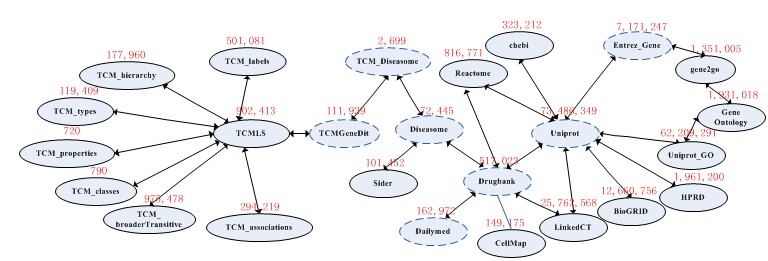 7,171,247
Entrez_Gene
323,212
chebi
2,699
TCM_Diseasome
501,081
TCM_labels
177,960
TCM_hierarchy
816,771
Reactome
1,351,005
gene2go
119,409
TCM_types
1,931,018
Gene
Ontology
902,413
TCMLS
111,939
TCMGeneDit
72,445
Diseasome
73,486,349
Uniprot
720
TCM_properties
62,209,291
Uniprot_GO
101,452
Sider
517,023
Drugbank
790
TCM_classes
1,961,200
HPRD
975,478
TCM_
broaderTransitive
294,219
TCM_associations
162,972
Dailymed
149,175
CellMap
25,762,568
LinkedCT
12,660,756
BioGRID